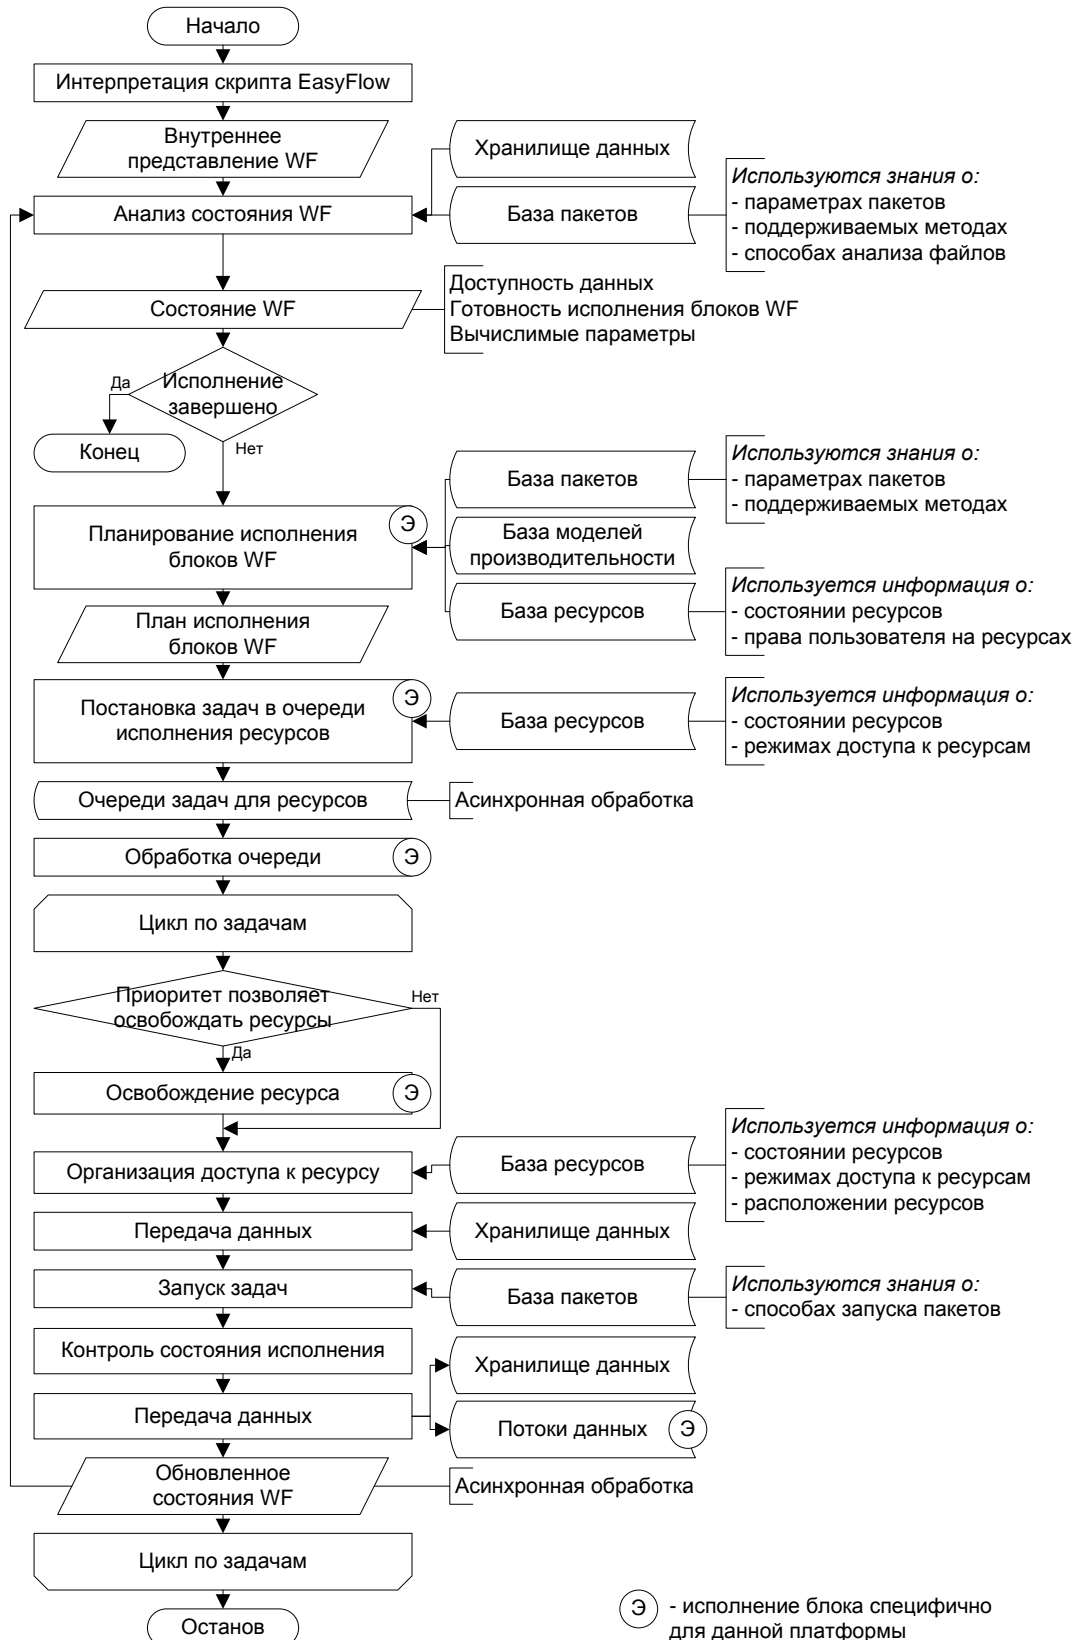 Начало
Интерпретация скрипта EasyFlow
Внутреннее
представление WF
Хранилище данных
Используются знания о:
- параметрах пакетов
- поддерживаемых методах
- способах анализа файлов
Анализ состояния WF
База пакетов
Состояние WF
Доступность данных
Готовность исполнения блоков WF
Вычислимые параметры
Да
Исполнение
завершено
Конец
Нет
База пакетов
Используются знания о:
- параметрах пакетов
- поддерживаемых методах
Планирование исполнения
блоков WF
Э
База моделей
производительности
База ресурсов
Используется информация о:
- состоянии ресурсов
- права пользователя на ресурсах
План исполнения
блоков WF
Постановка задач в очереди
исполнения ресурсов
Э
База ресурсов
Используется информация о:
- состоянии ресурсов
- режимах доступа к ресурсам
Очереди задач для ресурсов
Асинхронная обработка
Обработка очереди
Э
Цикл по задачам
Приоритет позволяет
освобождать ресурсы
Нет
Да
Освобождение ресурса
Э
Организация доступа к ресурсу
База ресурсов
Используется информация о:
- состоянии ресурсов
- режимах доступа к ресурсам
- расположении ресурсов
Передача данных
Хранилище данных
Запуск задач
База пакетов
Используются знания о:
- способах запуска пакетов
Контроль состояния исполнения
Хранилище данных
Передача данных
Потоки данных
Э
Обновленное
состояния WF
Асинхронная обработка
Цикл по задачам
Останов
Э
- исполнение блока специфично
для данной платформы